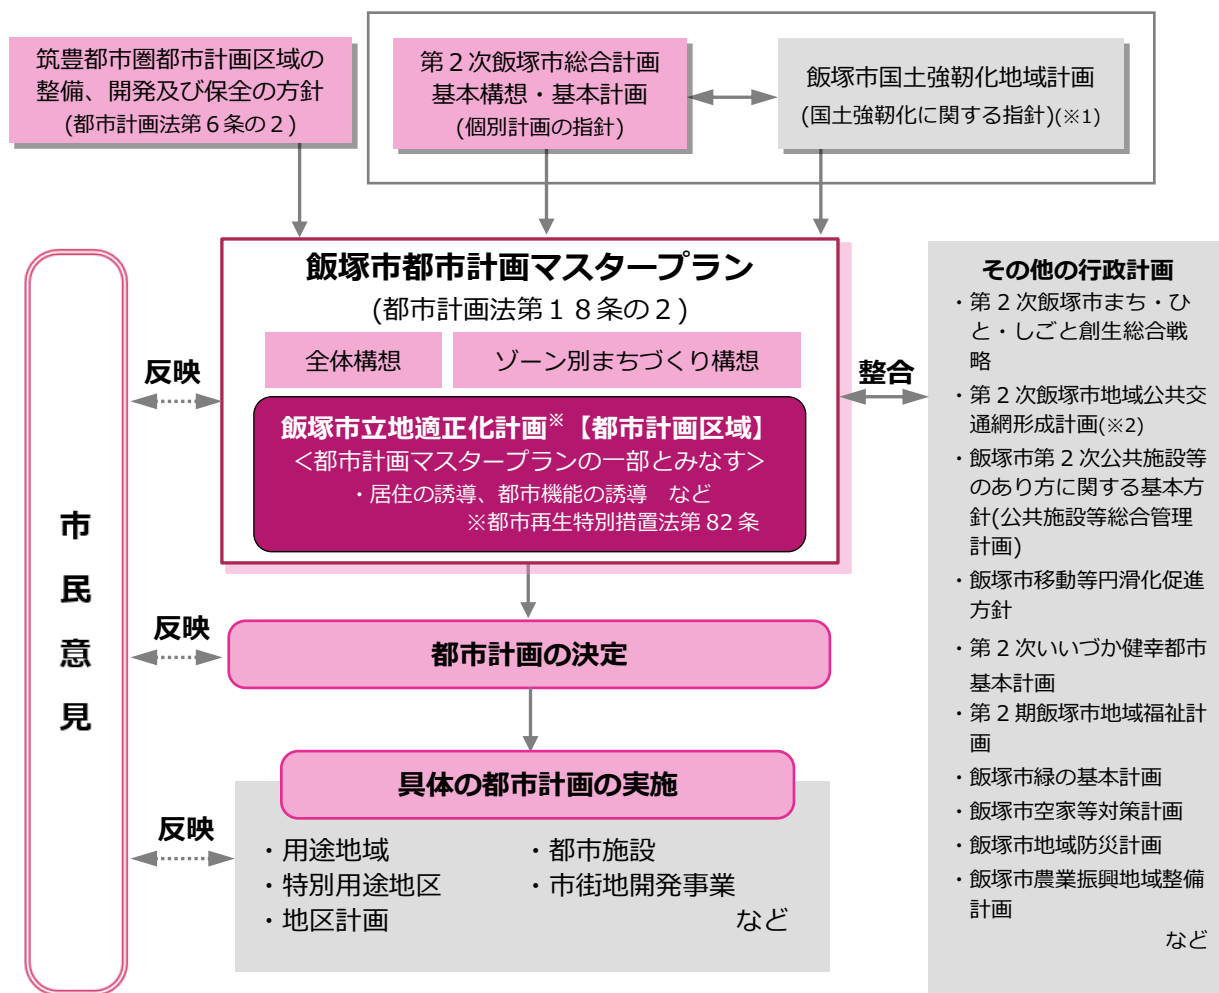 筑豊都市圏都市計画区域の
整備、開発及び保全の方針
(都市計画法第６条の２)
第２次飯塚市総合計画
基本構想・基本計画
(個別計画の指針)
飯塚市国土強靭化地域計画
(国土強靭化に関する指針)(※1)
飯塚市都市計画マスタープラン
(都市計画法第１８条の２)
全体構想
ゾーン別まちづくり構想
飯塚市立地適正化計画※【都市計画区域】
＜都市計画マスタープランの一部とみなす＞
・居住の誘導、都市機能の誘導　など
※都市再生特別措置法第 82 条
反映
整合
市
民
意
見
反映
都市計画の決定
具体の都市計画の実施
反映
・用途地域
・特別用途地区
・地区計画
・都市施設
・市街地開発事業
など
その他の行政計画
・第２次飯塚市まち・ひ
と・しごと創生総合戦
略
・第２次飯塚市地域公共交
通網形成計画(※2)
・飯塚市第２次公共施設等
のあり方に関する基本方
針(公共施設等総合管理
計画)
・飯塚市移動等円滑化促進
方針
・第２次いいづか健幸都市
基本計画
・第２期飯塚市地域福祉計
画
・飯塚市緑の基本計画
・飯塚市空家等対策計画
・飯塚市地域防災計画
・飯塚市農業振興地域整備
計画
など